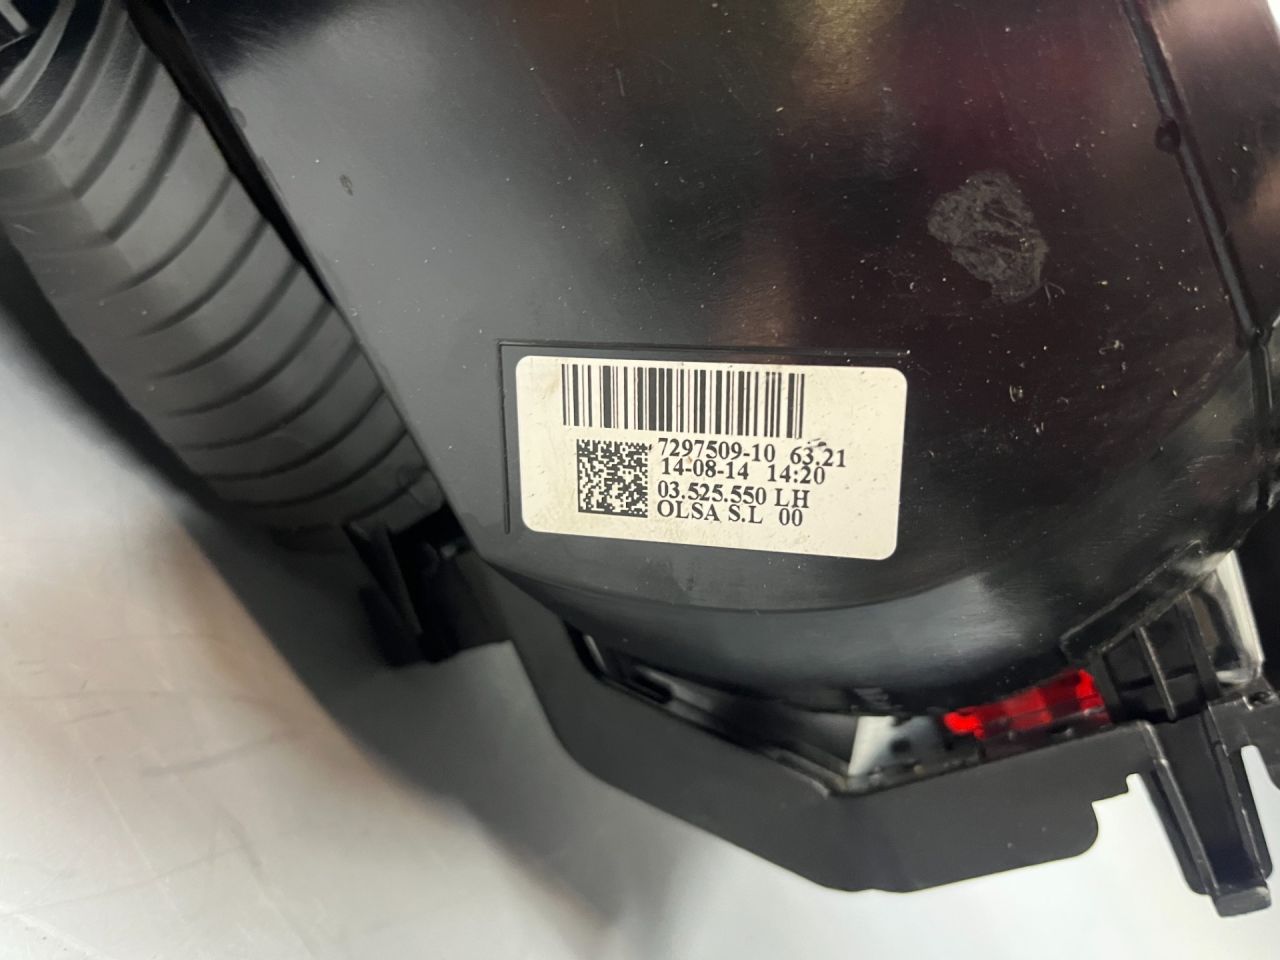 7297509-10 63.21
14-08-14 14:20
03.525.550 LH
OLSA S.L 00